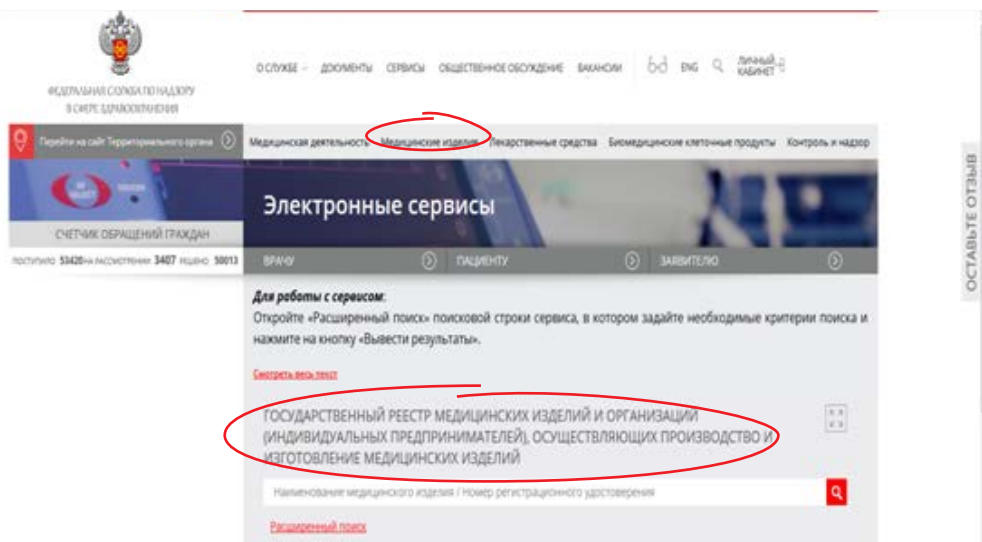 О СЛУЖБЕ ДОКУМЕНТЫ СЕРВИСЫ ОБЩЕСТВЕННОЕ ОБСУЖДЕНИЕ ВАКАНСИИ ENG ЛИЧНЫЙ
КАБИНЕТ
ФЕДЕРАЛЬНАЯ СЛУЖБА ПО НАДЗОРУ
В СФЕРЕ ЗДРАВООХРАНЕНИЯ
Перейти на сайт Территориального органа
Медицинская деятельность Медицинские изделия Лекарственные средства Биомедицинские клеточные продукты Контроль и надзор
Электронные сервисы
СЧЕТЧИК ОБРАЩЕНИЙ ГРАЖДАН
ПОСТУПИЛО 53420 НА РАССМОТРЕНИИ 3407 РЕШЕНО 50013
ВРАЧУ ПАЦИЕНТУ ЗАЯВИТЕЛЮ
Для работы с сервисом:
Откройте «Расширенный поиск» поисковой строки сервиса, в котором задайте необходимые критерии поиска и
нажмите на кнопку «Вывести результаты».
Смотреть весь текст
ГОСУДАРСТВЕННЫЙ РЕЕСТР МЕДИЦИНСКИХ ИЗДЕЛИЙ И ОРГАНИЗАЦИЙ
(ИНДИВИДУАЛЬНЫХ ПРЕДПРИНИМАТЕЛЕЙ), ОСУЩЕСТВЛЯЮЩИХ ПРОИЗВОДСТВО И
ИЗГОТОВЛЕНИЕ МЕДИЦИНСКИХ ИЗДЕЛИЙ
Наименование медицинского изделия / Номер регистрационного удостоверения
Расширенный поиск
ОСТАВЬТЕ ОТЗЫВ